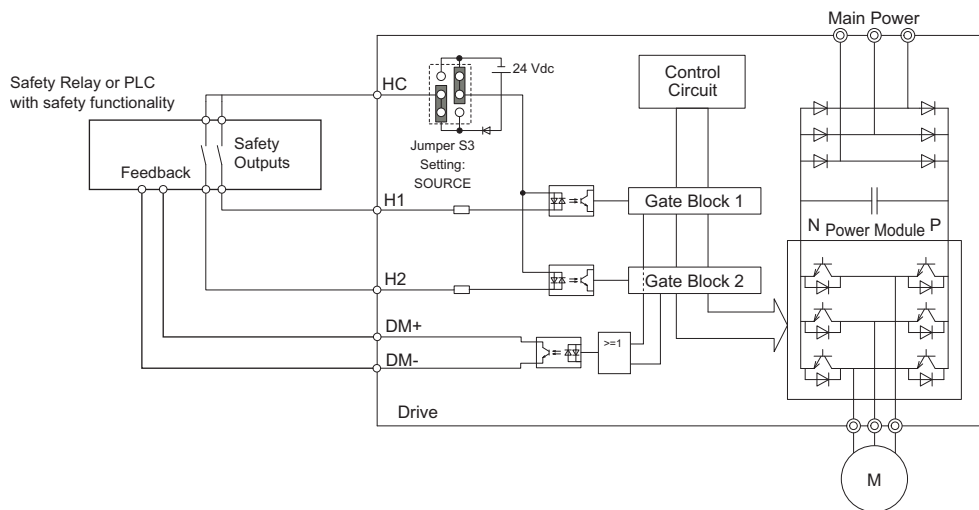 Main Power
Safety Relay or PLC
with safety functionality
HC
24 Vdc
Control
Circuit
Safety
Outputs
Feedback
Jumper S3
Setting:
SOURCE
H1
Gate Block 1
N
P
Power Module
H2
Gate Block 2
DM+
>=1
DM-
Drive
M